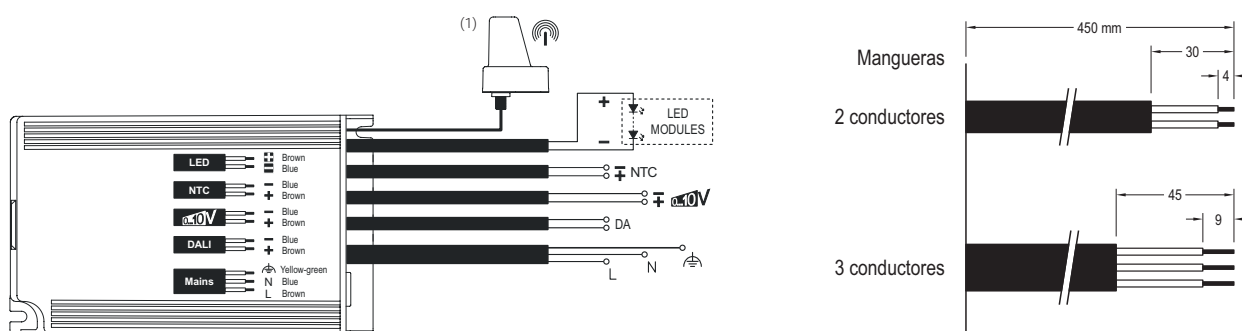 (1)
+
−
LED
MODULES
NTC
0...10V
DA
L
N
LED
+ Brown
− Blue
NTC
− Blue
+ Brown
0...10V
− Blue
+ Brown
DALI
− Blue
+ Brown
Mains
Yellow-green
N Blue
L Brown
450 mm
Mangueras
30
4
2 conductores
45
9
3 conductores